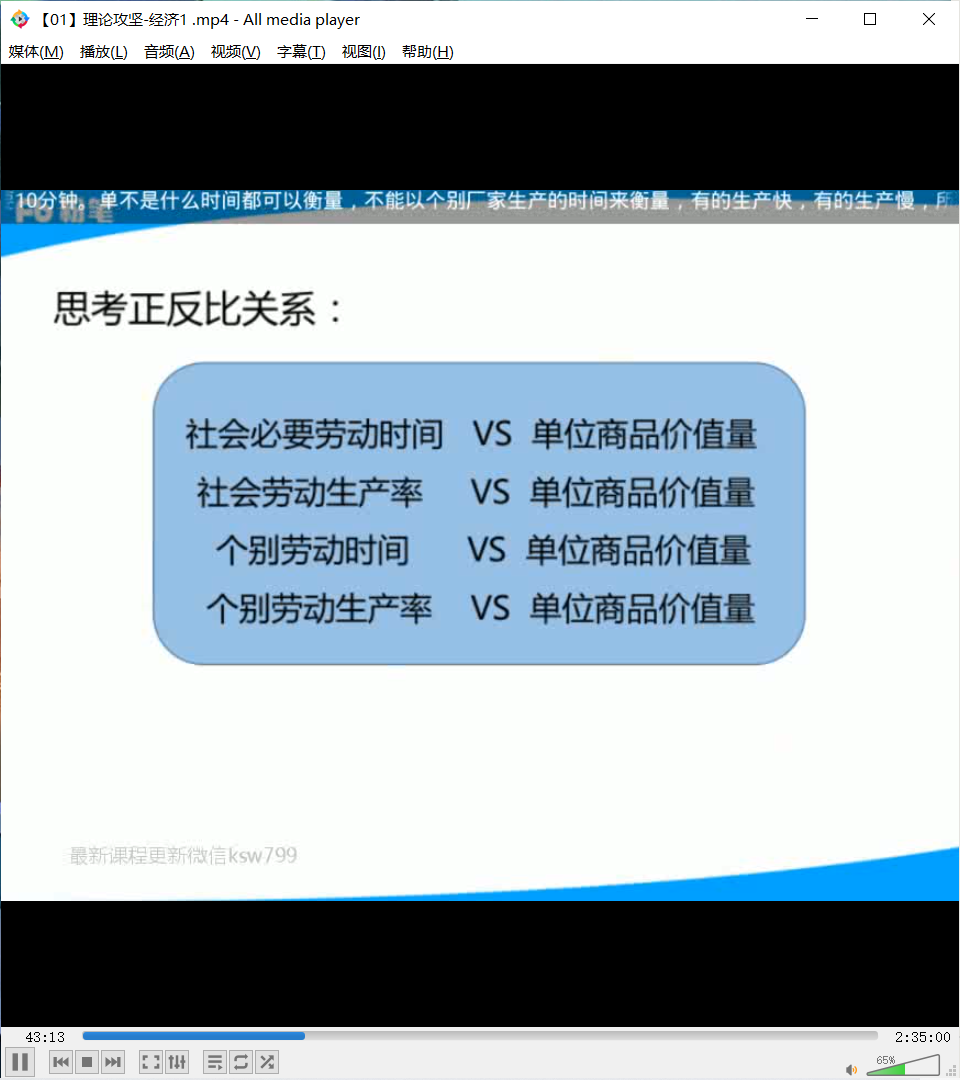 【01】理论攻坚-经济1 .mp4 - All media player
媒体(M) 播放(L) 音频(A) 视频(V) 字幕(T) 视图(I) 帮助(H)
10分钟。 单不是什么时间都可以衡量，不能以个别厂家生产的时间来衡量，有的生产快，有的生产慢，所
粉笔
思考正反比关系：
社会必要劳动时间 VS 单位商品价值量
社会劳动生产率 VS 单位商品价值量
个别劳动时间 VS 单位商品价值量
个别劳动生产率 VS 单位商品价值量
最新课程更新微信ksw799
43:13 2:35:00
65%